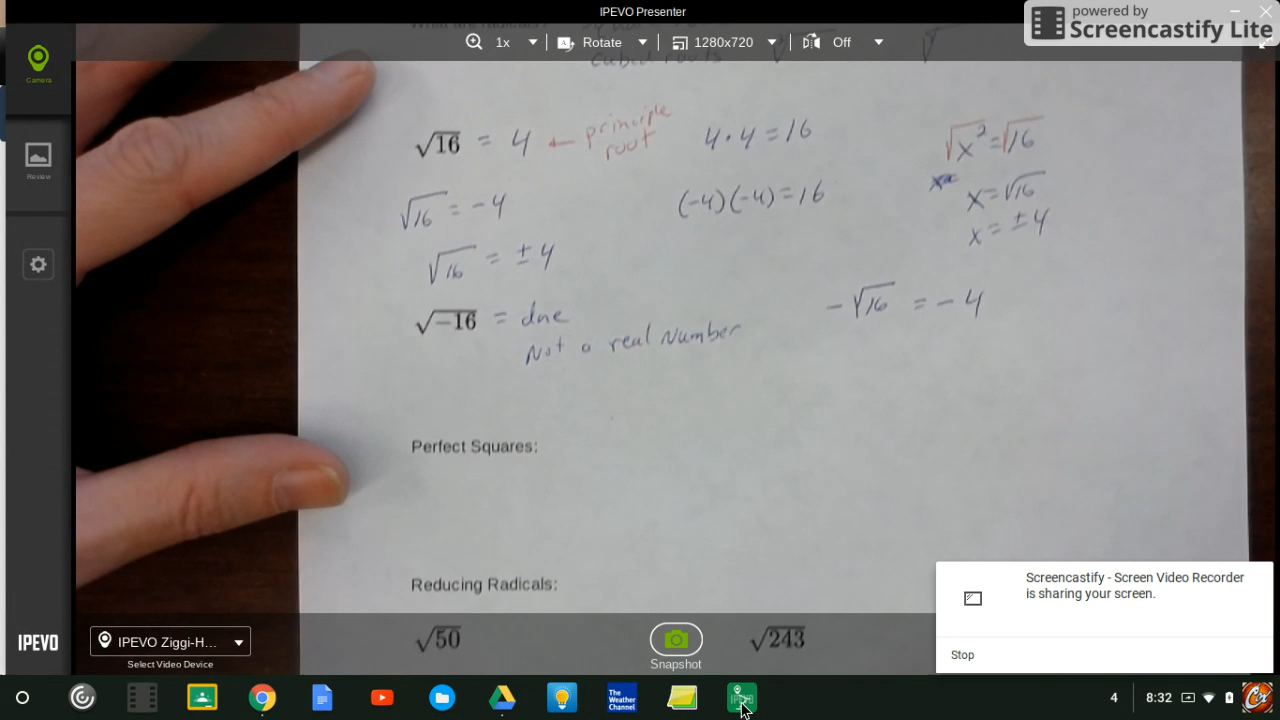 IPEVO Presenter
powered by
Screencastify Lite
Camera
1x
Rotate
1280x720
Off
cubed roots
√16 = 4 ← principle root
4 · 4 = 16
√x² = √16
√16 = -4
(-4)(-4) = 16
x = √16
√16 = ± 4
x = ± 4
√-16 = dne
Not a real Number
-√16 = - 4
Review
Perfect Squares:
Reducing Radicals:
√50
√243
Screencastify - Screen Video Recorder
is sharing your screen.
Stop
IPEVO
IPEVO Ziggi-H...
Select Video Device
Snapshot
The
Weather
Channel
4
8:32